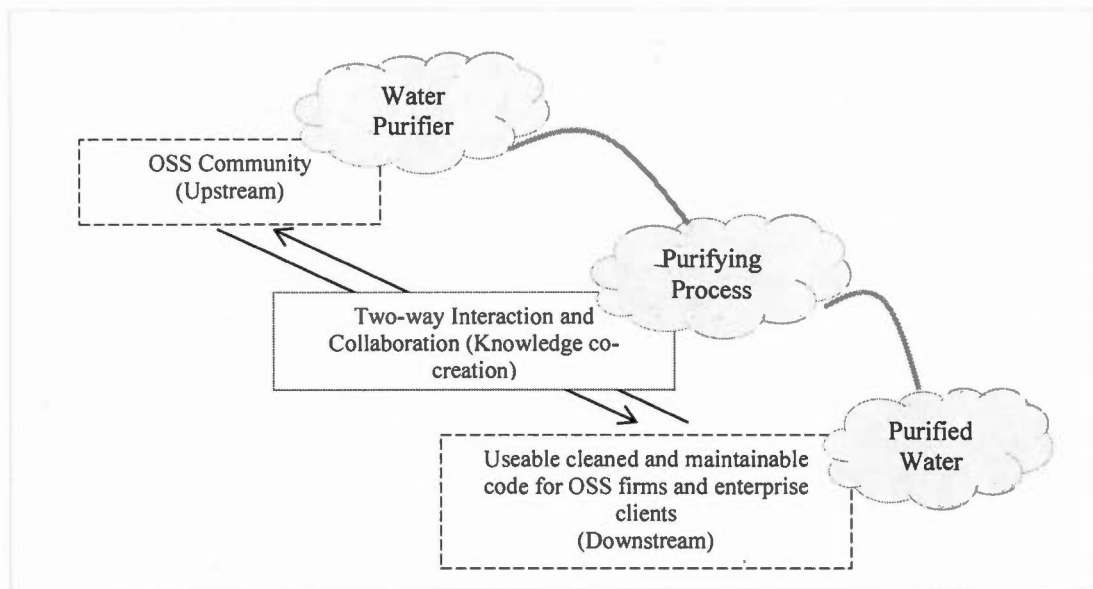 Water
Purifier
OSS Community
(Upstream)
Purifying
Process
Two-way Interaction and
Collaboration (Knowledge co-
creation)
Purified
Water
Useable cleaned and maintainable
code for OSS firms and enterprise
clients
(Downstream)